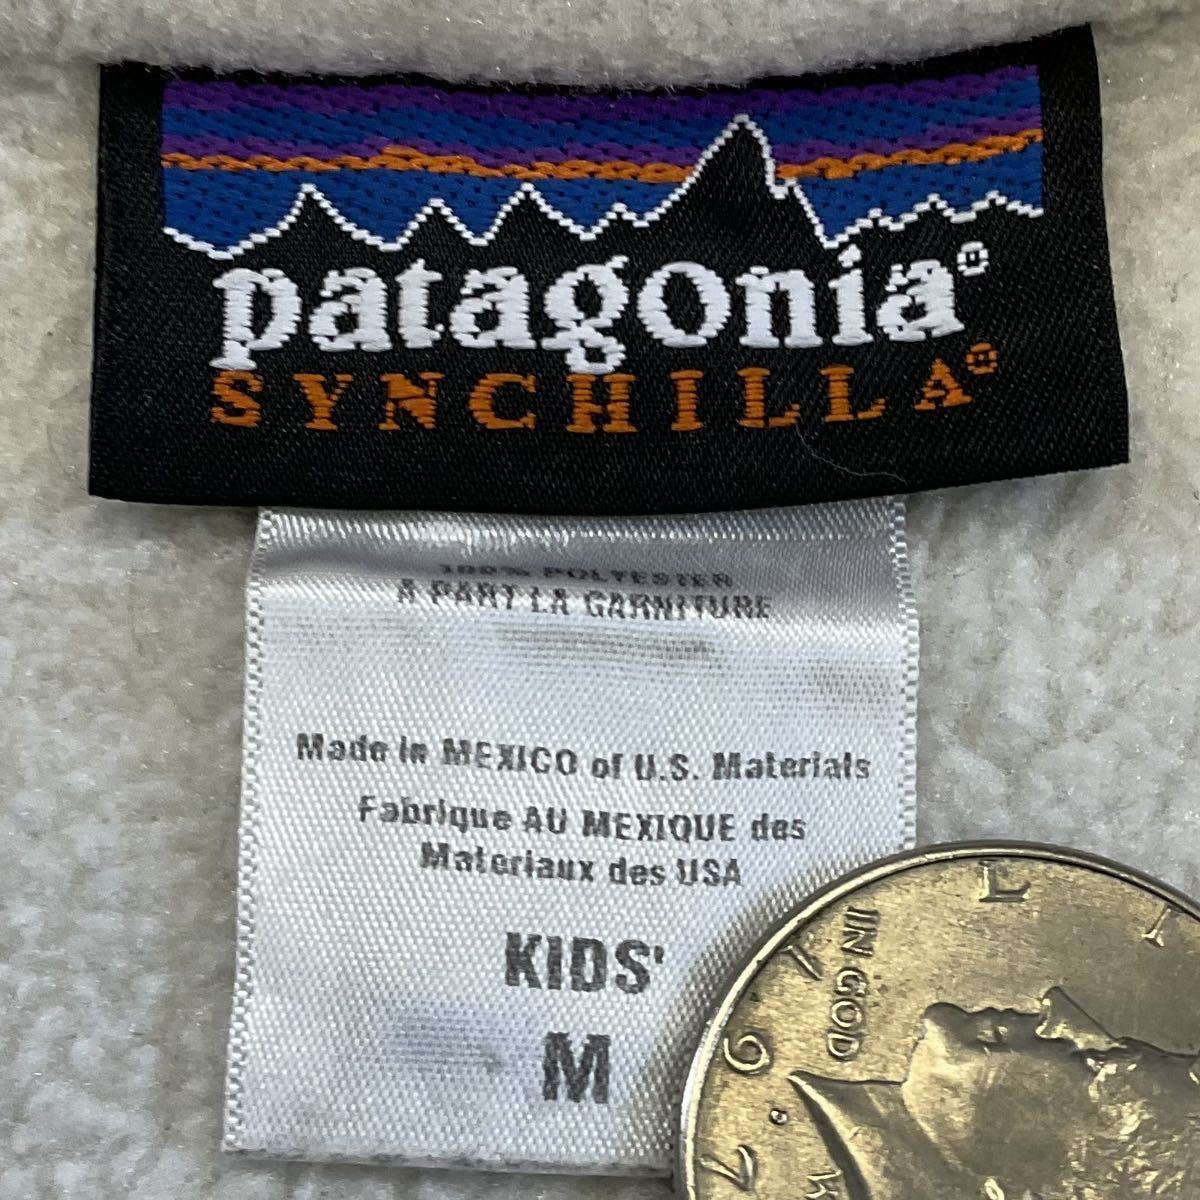 patagonia®
SYNCHILLA®
100% POLYESTER
A PART LA GARNITURE
Made in MEXICO of U.S. Materials
Fabrique AU MEXIQUE des
Materiaux des USA
KIDS'
M
L I
IN GOD
W